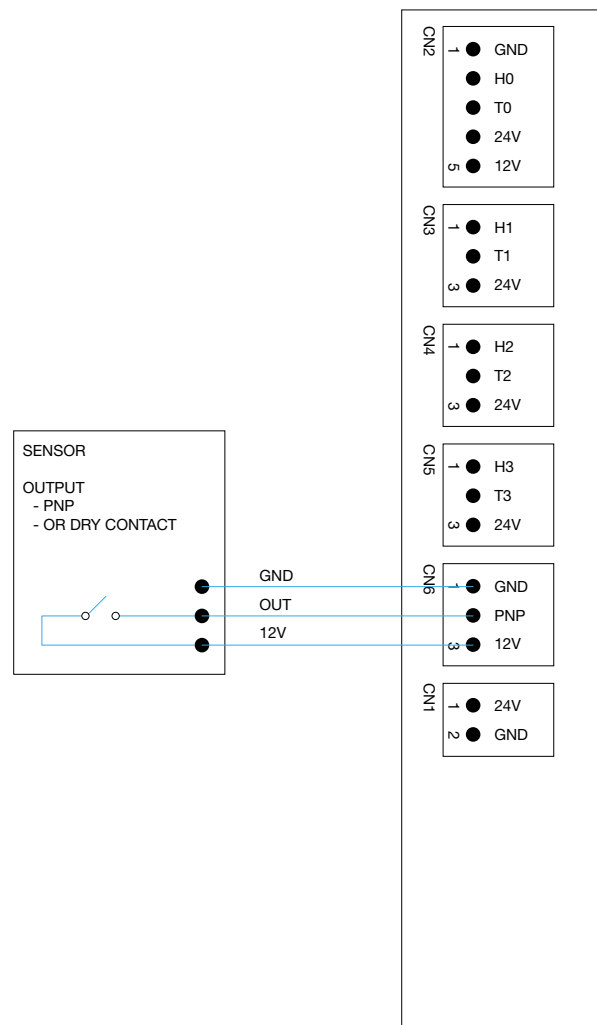 CN2
1 GND
H0
T0
24V
5 12V
CN3
1 H1
T1
3 24V
CN4
1 H2
T2
3 24V
CN5
1 H3
T3
3 24V
SENSOR
OUTPUT
- PNP
- OR DRY CONTACT
GND
OUT
12V
CN6
1 GND
PNP
3 12V
CN1
1 24V
2 GND